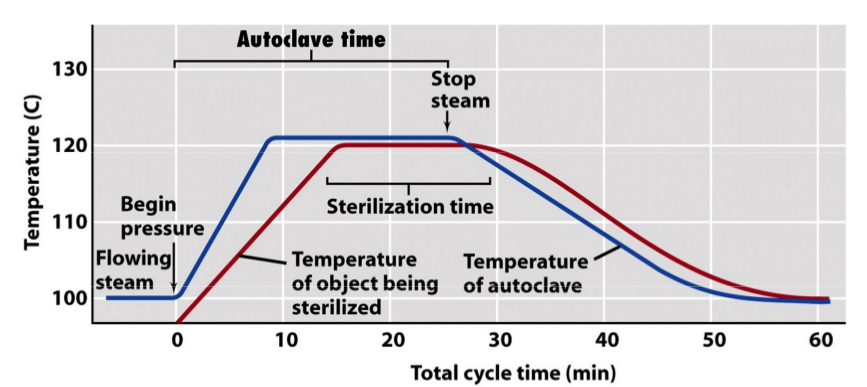 Autoclave time
130
Stop
steam
120
Temperature (C)
Sterilization time
Begin
pressure
110
Flowing
steam
Temperature
of object being
sterilized
Temperature
of autoclave
100
0 10 20 30 40 50 60
Total cycle time (min)